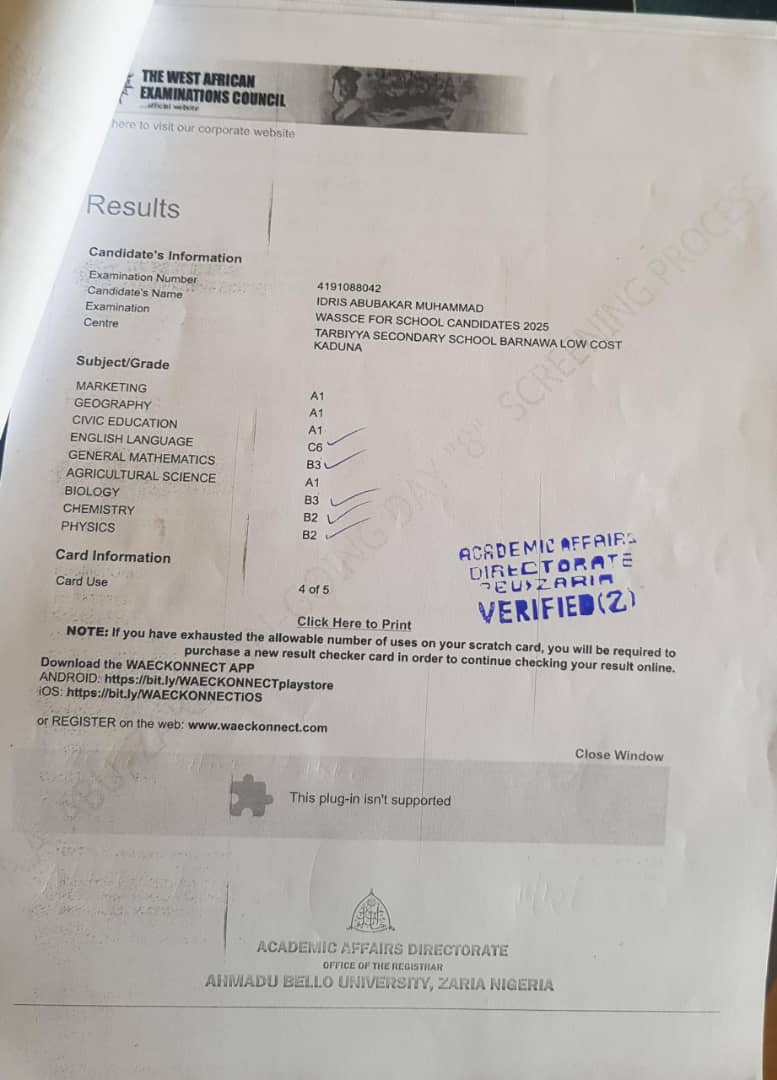 THE WEST AFRICAN
EXAMINATIONS COUNCIL
...official website
here to visit our corporate website
Results
Candidate's Information
Examination Number 4191088042
Candidate's Name IDRIS ABUBAKAR MUHAMMAD
Examination WASSCE FOR SCHOOL CANDIDATES 2025
Centre TARBIYYA SECONDARY SCHOOL BARNAWA LOW COST
KADUNA
Subject/Grade
MARKETING A1
GEOGRAPHY A1
CIVIC EDUCATION A1
ENGLISH LANGUAGE C6
GENERAL MATHEMATICS B3
AGRICULTURAL SCIENCE A1
BIOLOGY B3
CHEMISTRY B2
PHYSICS B2
Card Information
Card Use 4 of 5
ACADEMIC AFFAIRS
DIRECTORATE
ZARIA
VERIFIED(2)
Click Here to Print
NOTE: If you have exhausted the allowable number of uses on your scratch card, you will be required to
purchase a new result checker card in order to continue checking your result online.
Download the WAECKONNECT APP
ANDROID: https://bit.ly/WAECKONNECTplaystore
iOS: https://bit.ly/WAECKONNECTiOS
or REGISTER on the web: www.waeckonnect.com
Close Window
This plug-in isn't supported
ACADEMIC AFFAIRS DIRECTORATE
OFFICE OF THE REGISTRAR
AHMADU BELLO UNIVERSITY, ZARIA NIGERIA
DAY "8" SCREENING PROCESS